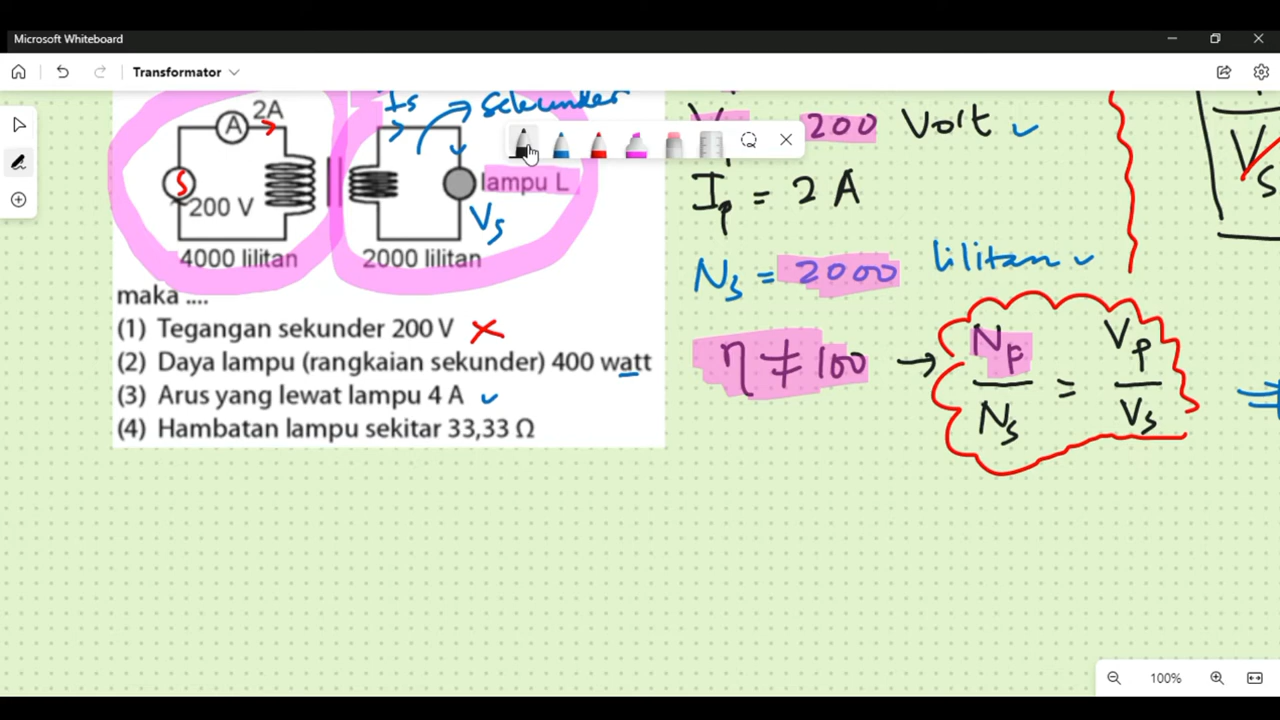 Microsoft Whiteboard
Transformator
2A
A
Is
sekunder
~200 V
lampu L
Vs
4000 lilitan
2000 lilitan
maka ....
(1) Tegangan sekunder 200 V
(2) Daya lampu (rangkaian sekunder) 400 watt
(3) Arus yang lewat lampu 4 A
(4) Hambatan lampu sekitar 33,33 Ω
200 Volt
Ip = 2 A
Ns = 2000 lilitan
η ≠ 100 → Np/Ns = Vp/Vs
Vs
100%